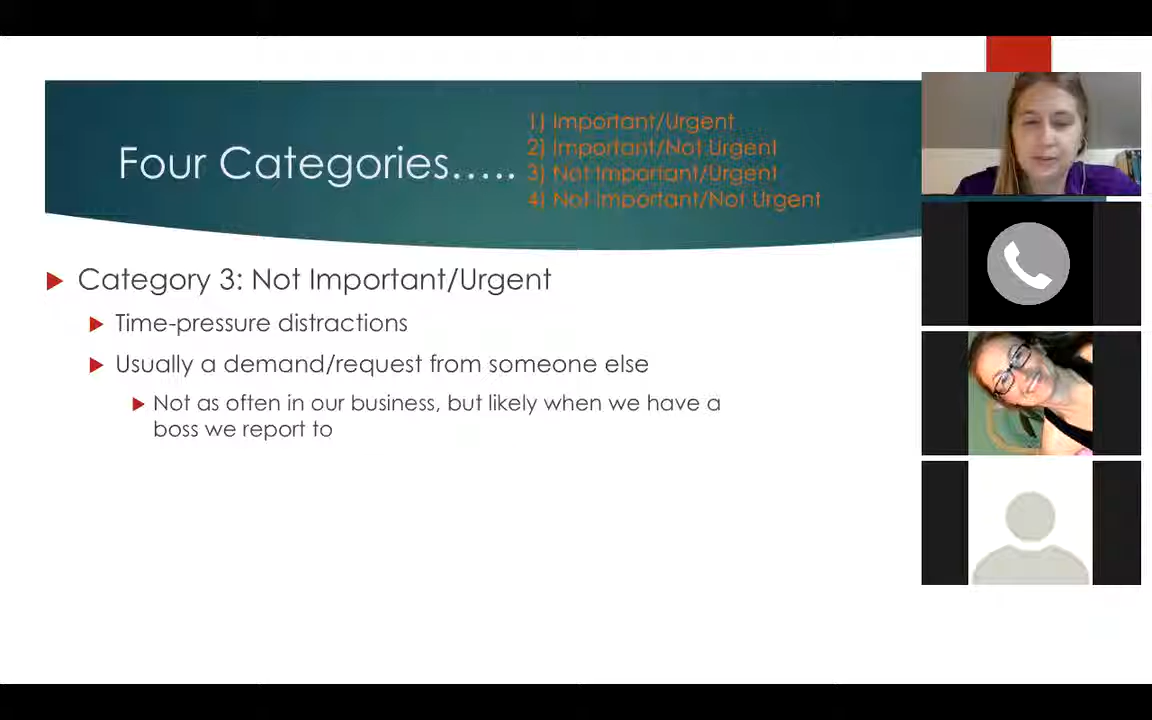 Four Categories.....
1) Important/Urgent
2) Important/Not Urgent
3) Not Important/Urgent
4) Not Important/Not Urgent
Category 3: Not Important/Urgent
Time-pressure distractions
Usually a demand/request from someone else
Not as often in our business, but likely when we have a
boss we report to